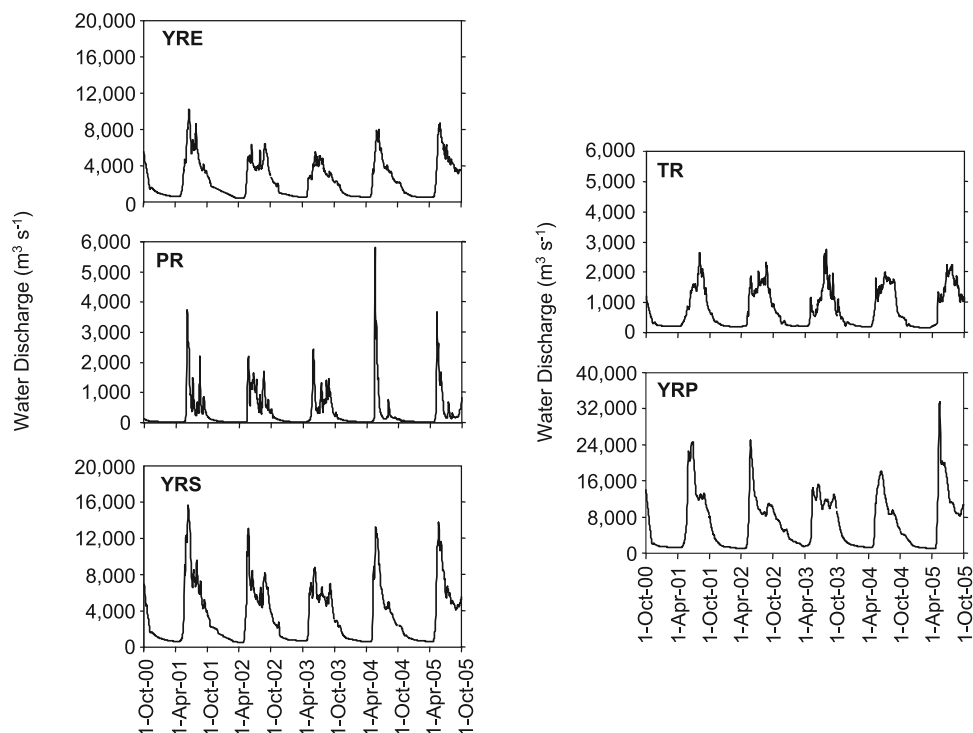 Water Discharge (m³ s⁻¹)
YRE
20,000
16,000
12,000
8,000
4,000
0
PR
6,000
5,000
4,000
3,000
2,000
1,000
0
YRS
20,000
16,000
12,000
8,000
4,000
0
1-Oct-00
1-Apr-01
1-Oct-01
1-Apr-02
1-Oct-02
1-Apr-03
1-Oct-03
1-Apr-04
1-Oct-04
1-Apr-05
1-Oct-05
Water Discharge (m³ s⁻¹)
TR
6,000
5,000
4,000
3,000
2,000
1,000
0
YRP
40,000
32,000
24,000
16,000
8,000
0
1-Oct-00
1-Apr-01
1-Oct-01
1-Apr-02
1-Oct-02
1-Apr-03
1-Oct-03
1-Apr-04
1-Oct-04
1-Apr-05
1-Oct-05